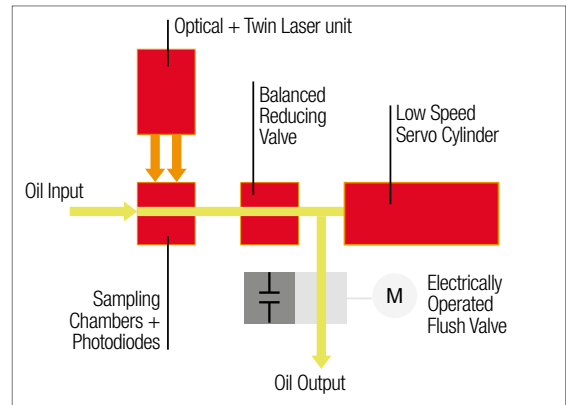 Optical + Twin Laser unit
Balanced
Reducing
Valve
Low Speed
Servo Cylinder
Oil Input
Sampling
Chambers +
Photodiodes
M
Electrically
Operated
Flush Valve
Oil Output